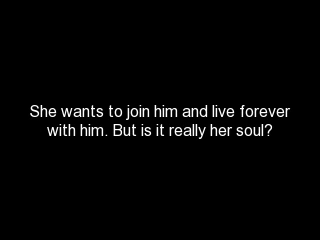 She wants to join him and live forever
with him. But is it really her soul?